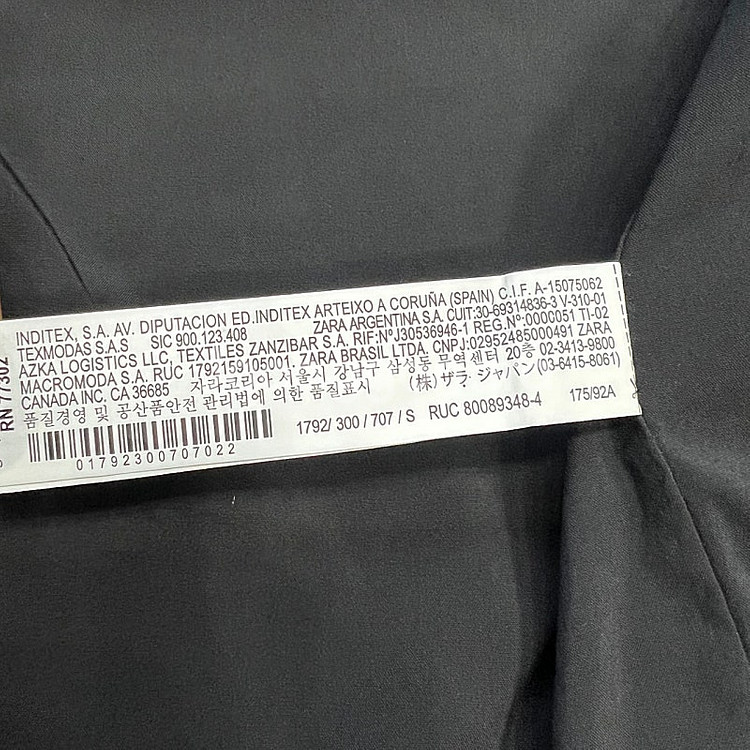 RN 77302
INDITEX, S.A. AV. DIPUTACION ED.INDITEX ARTEIXO A CORUÑA (SPAIN) C.I.F. A-15075062
TEXMODAS S.A.S SIC 900.123.408 ZARA ARGENTINA S.A. CUIT:30-69314836-3 V-310-01
AZKA LOGISTICS LLC, TEXTILES ZANZIBAR S.A. RIF:NºJ30536946-1 REG.Nº0000051 TI-02
MACROMODA S.A. RUC 1792159105001. ZARA BRASIL LTDA. CNPJ:02952485000491 ZARA
CANADA INC. CA 36685 자라코리아 서울시 강남구 삼성동 무역센터 20층 02-3413-9800
품질경영 및 공산품안전 관리법에 의한 품질표시 (株) ザラ・ジャパン(03-6415-8061)
01792300707022
1792/ 300 / 707 / S RUC 80089348-4 175/92A